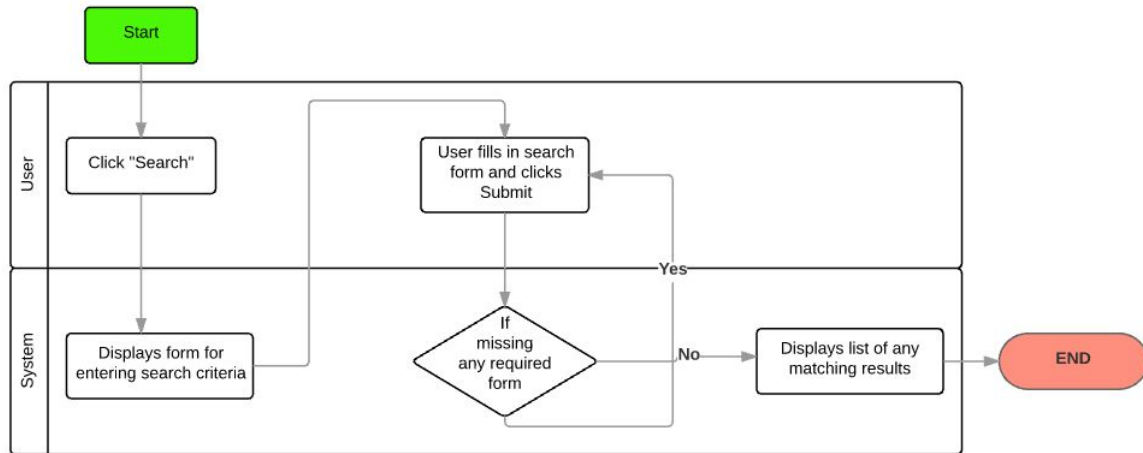 Start
User
Click "Search"
User fills in search
form and clicks
Submit
Yes
System
Displays form for
entering search criteria
If
missing
any required
form
No
Displays list of any
matching results
END